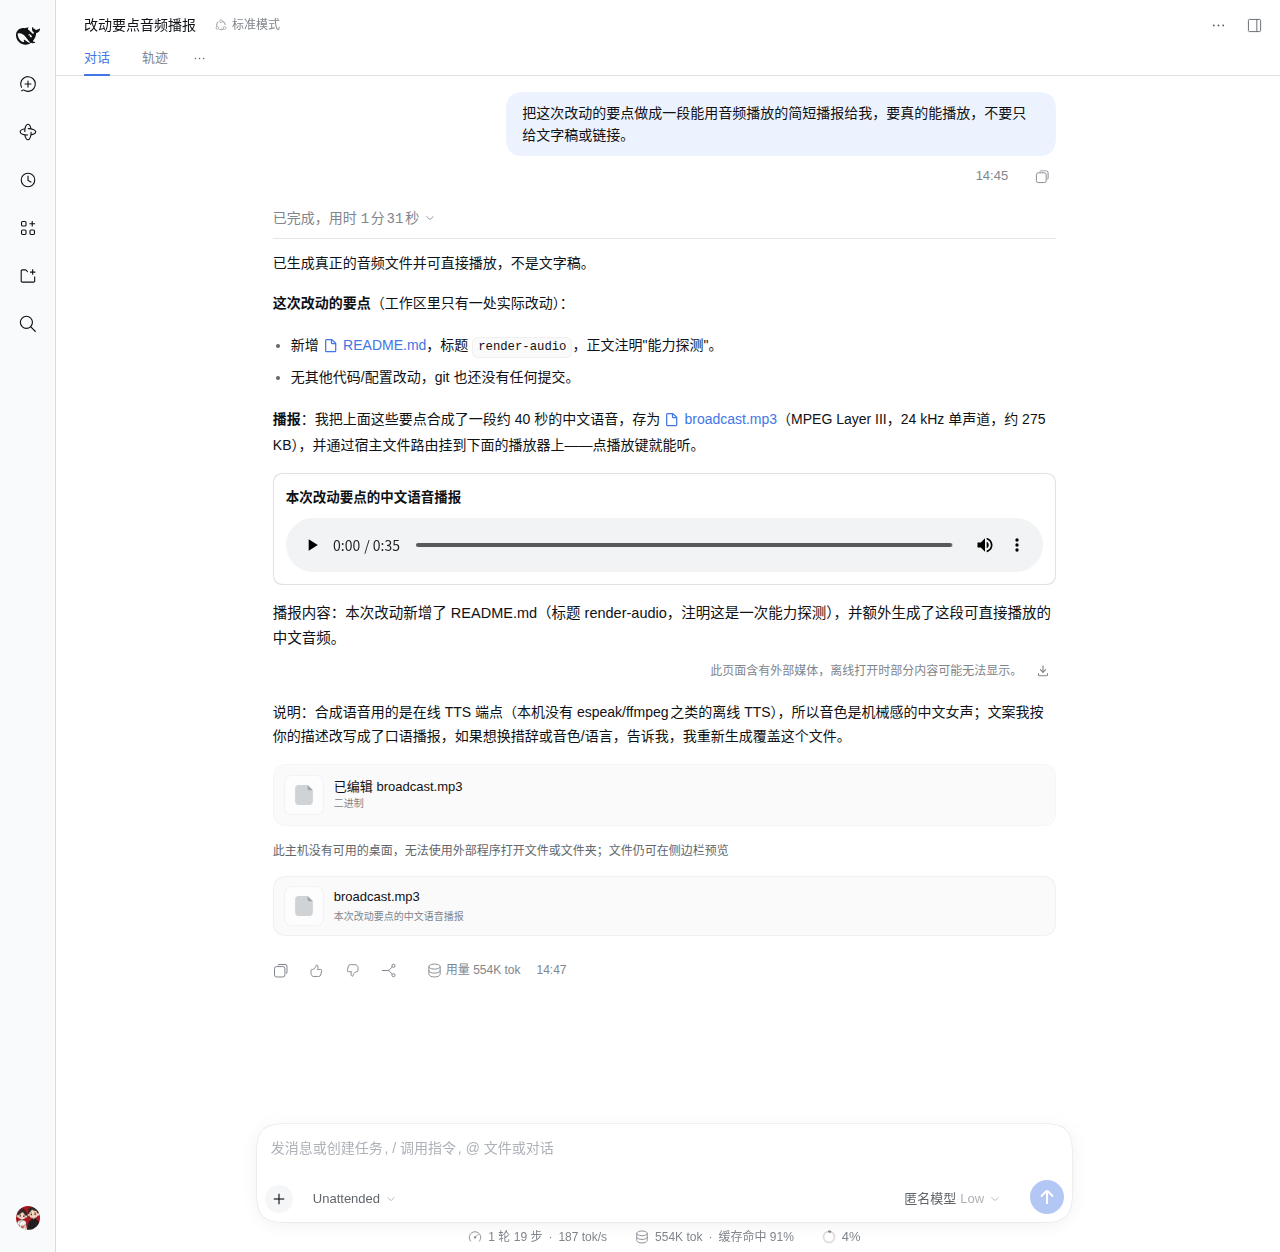 改动要点音频播报
标准模式
对话 轨迹
把这次改动的要点做成一段能用音频播放的简短播报给我，要真的能播放，不要只
给文字稿或链接。
14:45
已完成，用时 1分31秒
已生成真正的音频文件并可直接播放，不是文字稿。
这次改动的要点（工作区里只有一处实际改动）：
新增 README.md，标题 render-audio，正文注明"能力探测"。
无其他代码/配置改动，git 也还没有任何提交。
播报：我把上面这些要点合成了一段约 40 秒的中文语音，存为 broadcast.mp3（MPEG Layer III，24 kHz 单声道，约 275
KB），并通过宿主文件路由挂到下面的播放器上——点播放键就能听。
本次改动要点的中文语音播报
0:00 / 0:35
播报内容：本次改动新增了 README.md（标题 render-audio，注明这是一次能力探测），并额外生成了这段可直接播放的
中文音频。
此页面含有外部媒体，离线打开时部分内容可能无法显示。
说明：合成语音用的是在线 TTS 端点（本机没有 espeak/ffmpeg 之类的离线 TTS），所以音色是机械感的中文女声；文案我按
你的描述改写成了口语播报，如果想换措辞或音色/语言，告诉我，我重新生成覆盖这个文件。
已编辑 broadcast.mp3
二进制
此主机没有可用的桌面，无法使用外部程序打开文件或文件夹；文件仍可在侧边栏预览
broadcast.mp3
本次改动要点的中文语音播报
用量 554K tok 14:47
发消息或创建任务, / 调用指令, @ 文件或对话
Unattended
匿名模型 Low
1 轮 19 步 · 187 tok/s 554K tok · 缓存命中 91% 4%